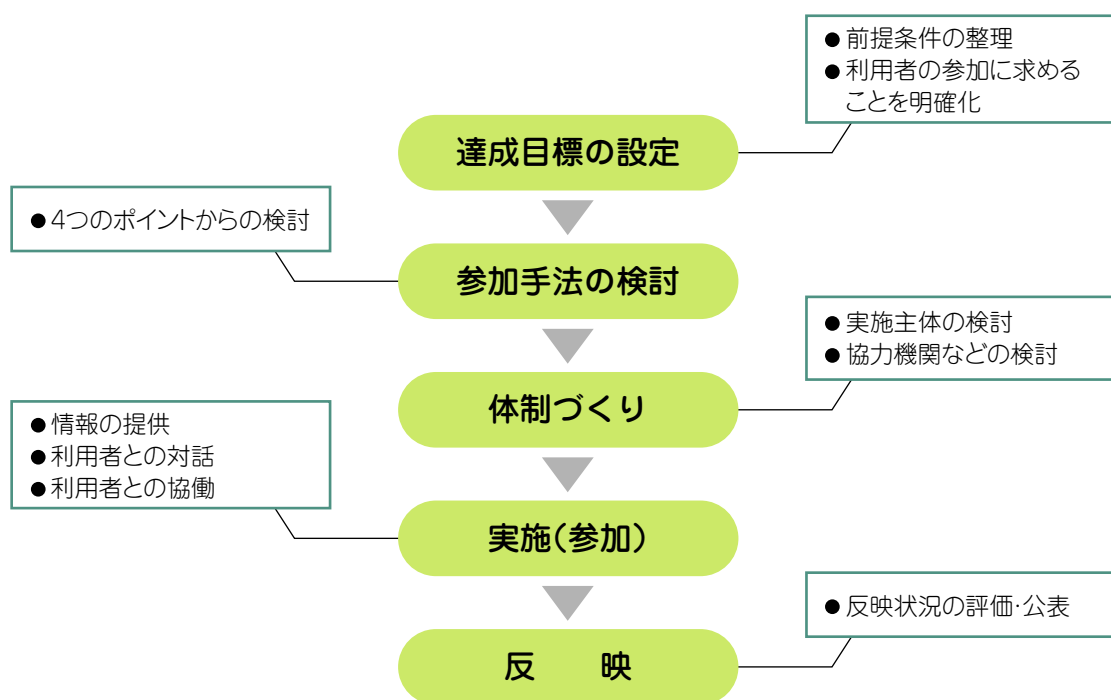 ● 前提条件の整理
● 利用者の参加に求める
ことを明確化
達成目標の設定
● 4つのポイントからの検討
参加手法の検討
● 実施主体の検討
● 協力機関などの検討
体制づくり
● 情報の提供
● 利用者との対話
● 利用者との協働
実施(参加)
● 反映状況の評価·公表
反　　映